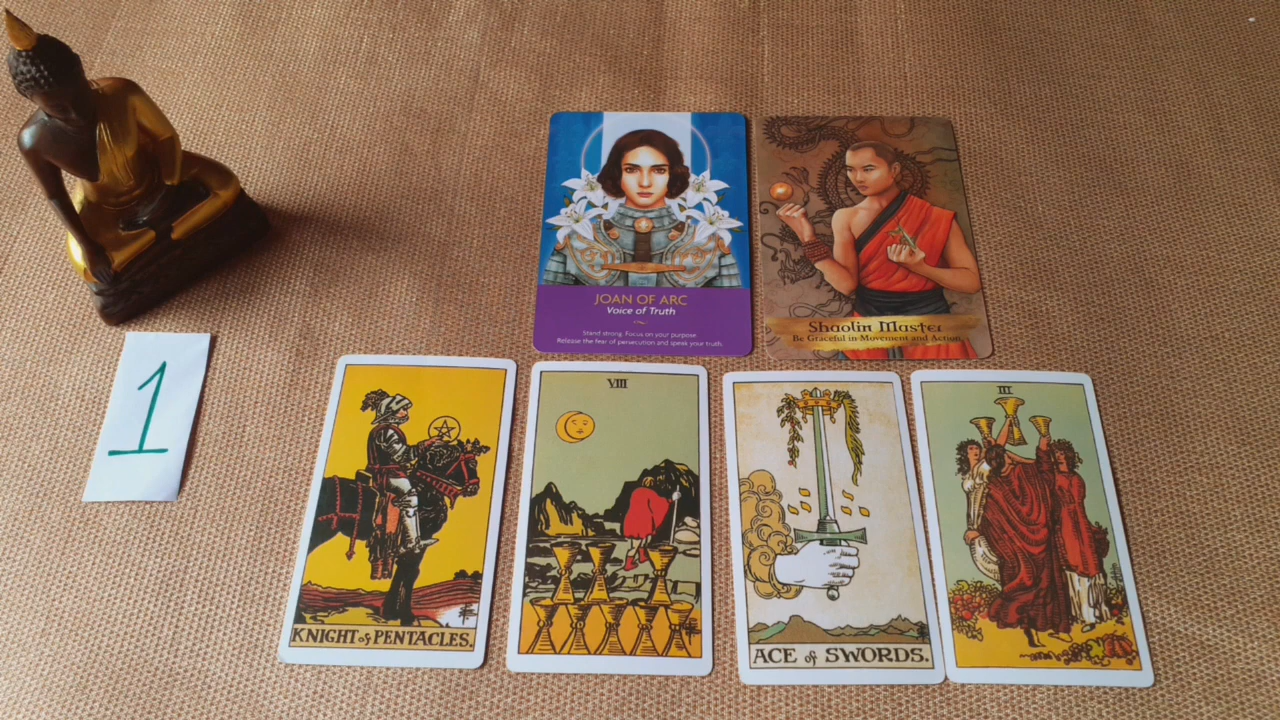 JOAN OF ARC
Voice of Truth
Stand strong. Focus on your purpose.
Release the fear of persecution and speak your truth.
Shaolin Master
Be Graceful in Movement and Action
1
KNIGHT of PENTACLES.
VIII
ACE of SWORDS.
III